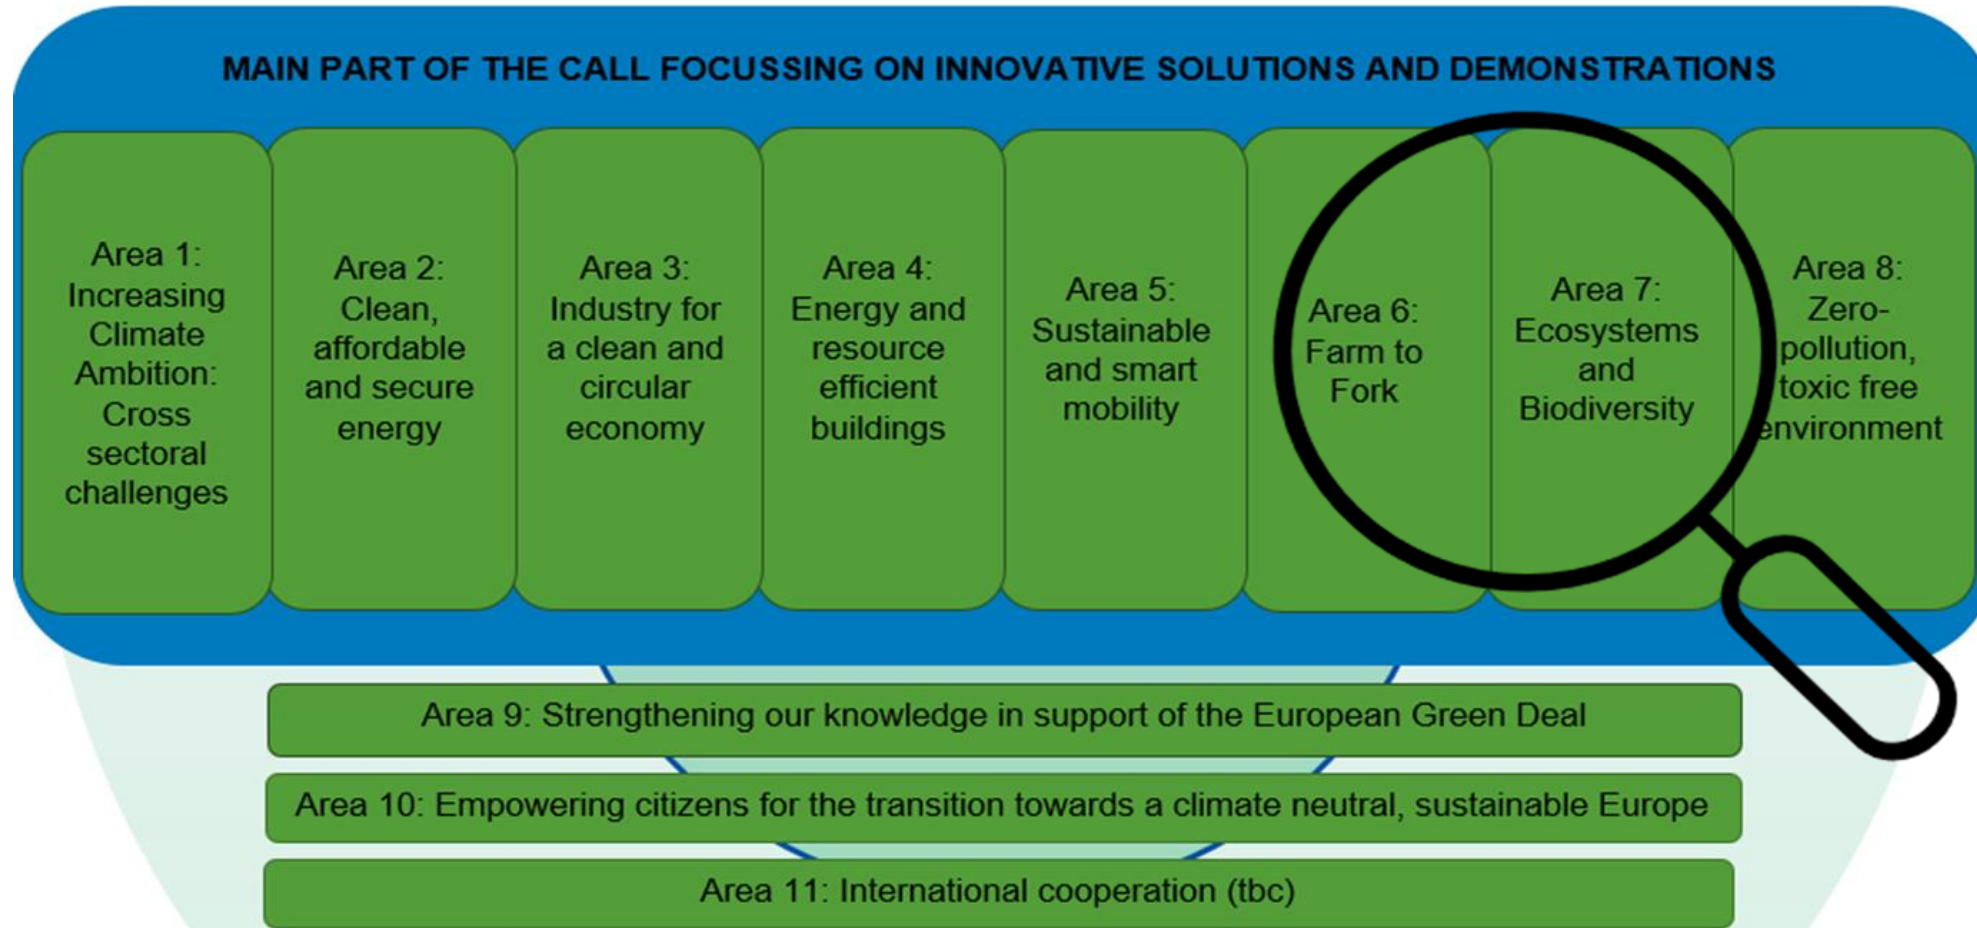 MAIN PART OF THE CALL FOCUSSING ON INNOVATIVE SOLUTIONS AND DEMONSTRATIONS
Area 1:
Increasing
Climate
Ambition:
Cross
sectoral
challenges
Area 2:
Clean,
affordable
and secure
energy
Area 3:
Industry for
a clean and
circular
economy
Area 4:
Energy and
resource
efficient
buildings
Area 5:
Sustainable
and smart
mobility
Area 6:
Farm to
Fork
Area 7:
Ecosystems
and
Biodiversity
Area 8:
Zero-
pollution,
toxic free
environment
Area 9: Strengthening our knowledge in support of the European Green Deal
Area 10: Empowering citizens for the transition towards a climate neutral, sustainable Europe
Area 11: International cooperation (tbc)